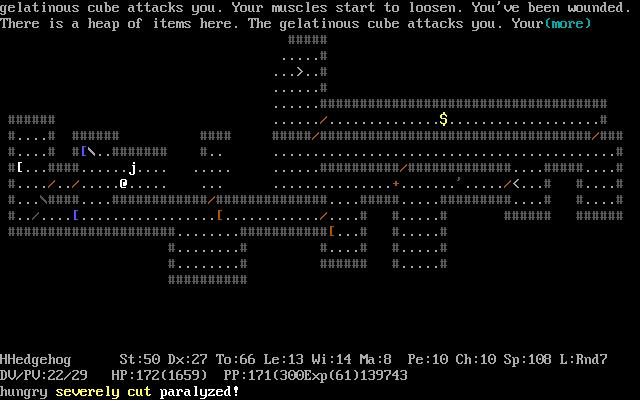 gelatinous cube attacks you. Your muscles start to loosen. You've been wounded.
There is a heap of items here. The gelatinous cube attacks you. Your(more)
HHedgehog St:50 Dx:27 To:66 Le:13 Wi:14 Ma:8 Pe:10 Ch:10 Sp:108 L:Rnd7
DV/PV:22/29 HP:172(1659) PP:171(300Exp(61)139743
hungry severely cut paralyzed!